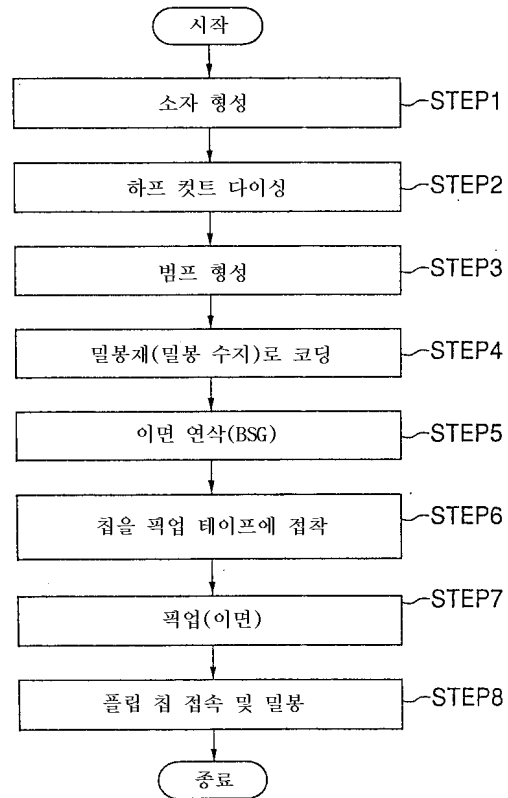 시작
소자 형성 STEP1
하프 컷트 다이싱 STEP2
범프 형성 STEP3
밀봉재(밀봉 수지)로 코딩 STEP4
이면 연삭(BSG) STEP5
칩을 픽업 테이프에 접착 STEP6
픽업(이면) STEP7
플립 칩 접속 및 밀봉 STEP8
종료